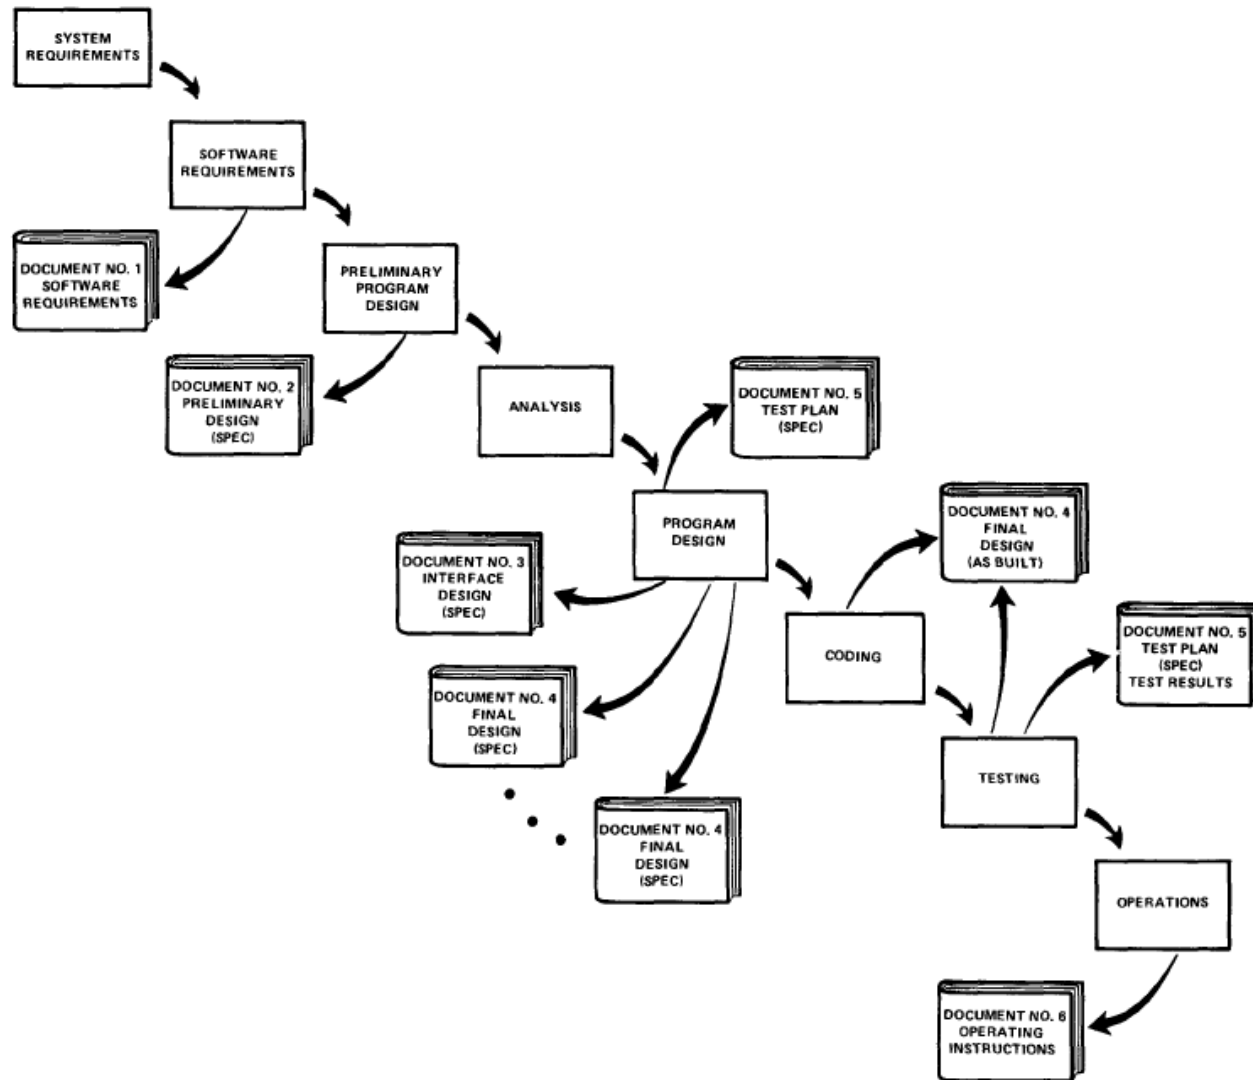 SYSTEM
REQUIREMENTS
SOFTWARE
REQUIREMENTS
DOCUMENT NO. 1
SOFTWARE
REQUIREMENTS
PRELIMINARY
PROGRAM
DESIGN
DOCUMENT NO. 2
PRELIMINARY
DESIGN
(SPEC)
ANALYSIS
DOCUMENT NO. 5
TEST PLAN
(SPEC)
PROGRAM
DESIGN
DOCUMENT NO. 3
INTERFACE
DESIGN
(SPEC)
DOCUMENT NO. 4
FINAL
DESIGN
(SPEC)
DOCUMENT NO. 4
FINAL
DESIGN
(SPEC)
CODING
DOCUMENT NO. 4
FINAL
DESIGN
(AS BUILT)
TESTING
DOCUMENT NO. 5
TEST PLAN
(SPEC)
TEST RESULTS
OPERATIONS
DOCUMENT NO. 6
OPERATING
INSTRUCTIONS